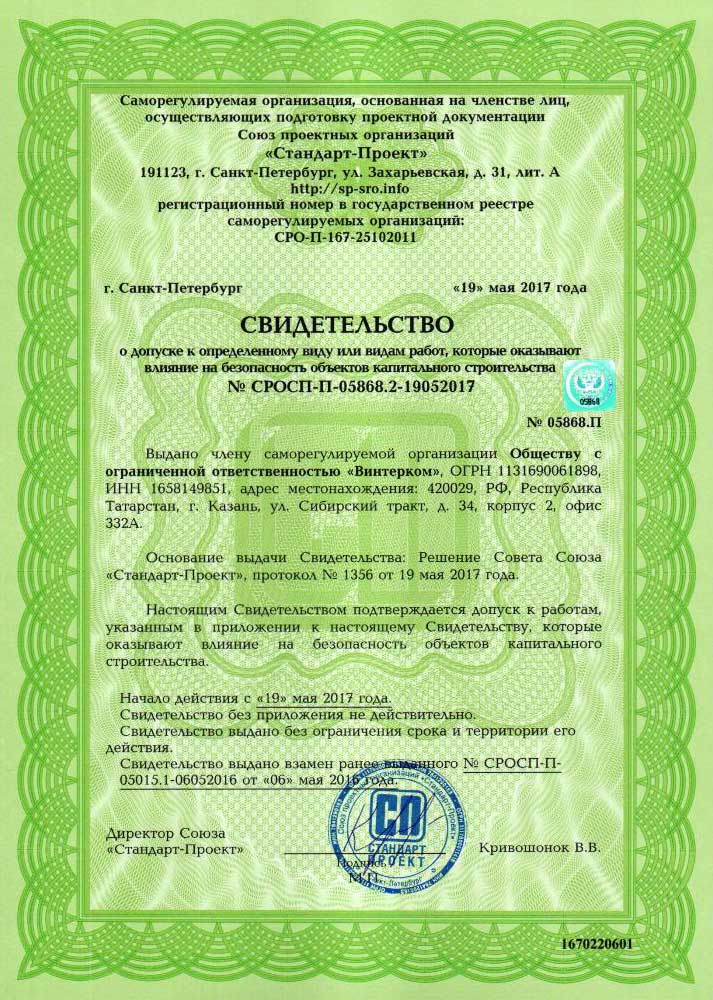 Саморегулируемая организация, основанная на членстве лиц,
осуществляющих подготовку проектной документации
Союз проектных организаций
«Стандарт-Проект»
191123, г. Санкт-Петербург, ул. Захарьевская, д. 31, лит. А
http://sp-sro.info
регистрационный номер в государственном реестре
саморегулируемых организаций:
СРО-П-167-25102011
г. Санкт-Петербург «19» мая 2017 года
СВИДЕТЕЛЬСТВО
о допуске к определенному виду или видам работ, которые оказывают
влияние на безопасность объектов капитального строительства
№ СРОСП-П-05868.2-19052017
05868
№ 05868.П
Выдано члену саморегулируемой организации Обществу с
ограниченной ответственностью «Винтерком», ОГРН 1131690061898,
ИНН 1658149851, адрес местонахождения: 420029, РФ, Республика
Татарстан, г. Казань, ул. Сибирский тракт, д. 34, корпус 2, офис
332А.
Основание выдачи Свидетельства: Решение Совета Союза
«Стандарт-Проект», протокол № 1356 от 19 мая 2017 года.
Настоящим Свидетельством подтверждается допуск к работам,
указанным в приложении к настоящему Свидетельству, которые
оказывают влияние на безопасность объектов капитального
строительства.
Начало действия с «19» мая 2017 года.
Свидетельство без приложения не действительно.
Свидетельство выдано без ограничения срока и территории его
действия.
Свидетельство выдано взамен ранее выданного № СРОСП-П-
05015.1-06052016 от «06» мая 2016 года.
Союз проектных организаций «Стандарт-Проект»
СП
СТАНДАРТ
ПРОЕКТ
Санкт-Петербург
Директор Союза
«Стандарт-Проект» Кривошонок В.В.
Подпись
М.П.
1670220601